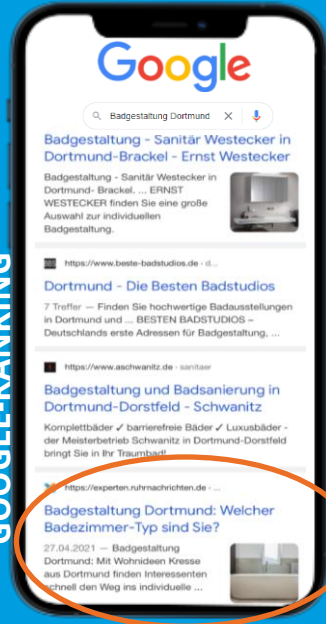 GOOGLE-RANKING
Google
Badgestaltung Dortmund
Badgestaltung - Sanitär Westecker in
Dortmund-Brackel - Ernst Westecker
Badgestaltung - Sanitär Westecker in
Dortmund- Brackel. ... ERNST
WESTECKER finden Sie eine große
Auswahl zur individuellen
Badgestaltung.
https://www.beste-badstudios.de › d...
Dortmund - Die Besten Badstudios
7 Treffer — Finden Sie hochwertige Badausstellungen
in Dortmund und ... BESTEN BADSTUDIOS –
Deutschlands erste Adressen für Badgestaltung, ...
https://www.aschwanitz.de › sanitaer
Badgestaltung und Badsanierung in
Dortmund-Dorstfeld - Schwanitz
Komplettbäder ✓ barrierefreie Bäder ✓ Luxusbäder -
der Meisterbetrieb Schwanitz in Dortmund-Dorstfeld
bringt Sie in Ihr Traumbad!
https://experten.ruhrnachrichten.de › ...
Badgestaltung Dortmund: Welcher
Badezimmer-Typ sind Sie?
27.04.2021 — Badgestaltung
Dortmund: Mit Wohnideen Kresse
aus Dortmund finden Interessenten
schnell den Weg ins individuelle ...